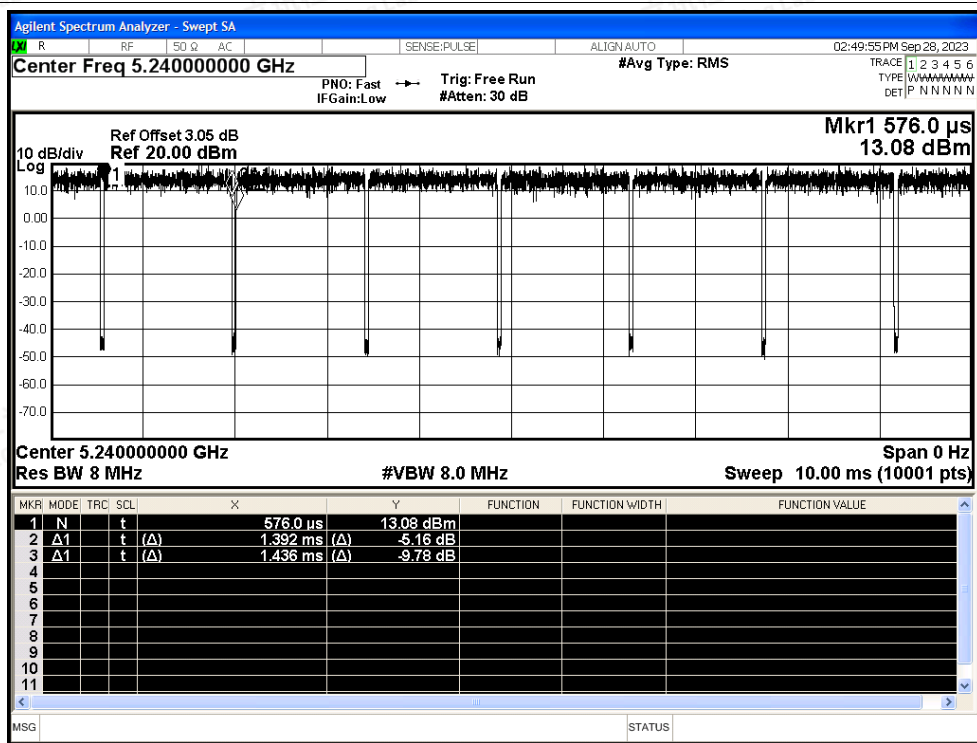 Agilent Spectrum Analyzer - Swept SA
LXI R RF 50 Ω AC SENSE:PULSE ALIGN AUTO 02:49:55 PM Sep 28, 2023
Center Freq 5.240000000 GHz
PNO: Fast
IFGain:Low
Trig: Free Run
#Atten: 30 dB
#Avg Type: RMS
TRACE 1 2 3 4 5 6
TYPE WWWWWW
DET P N N N N N
Ref Offset 3.05 dB
10 dB/div Ref 20.00 dBm
Mkr1 576.0 µs
13.08 dBm
Log
1
10.0
0.00
-10.0
-20.0
-30.0
-40.0
-50.0
-60.0
-70.0
Center 5.240000000 GHz Span 0 Hz
Res BW 8 MHz #VBW 8.0 MHz Sweep 10.00 ms (10001 pts)
MKR MODE TRC SCL X Y FUNCTION FUNCTION WIDTH FUNCTION VALUE
1 N t 576.0 µs 13.08 dBm
2 Δ1 t (Δ) 1.392 ms (Δ) -5.16 dB
3 Δ1 t (Δ) 1.436 ms (Δ) -9.78 dB
4
5
6
7
8
9
10
11
MSG STATUS